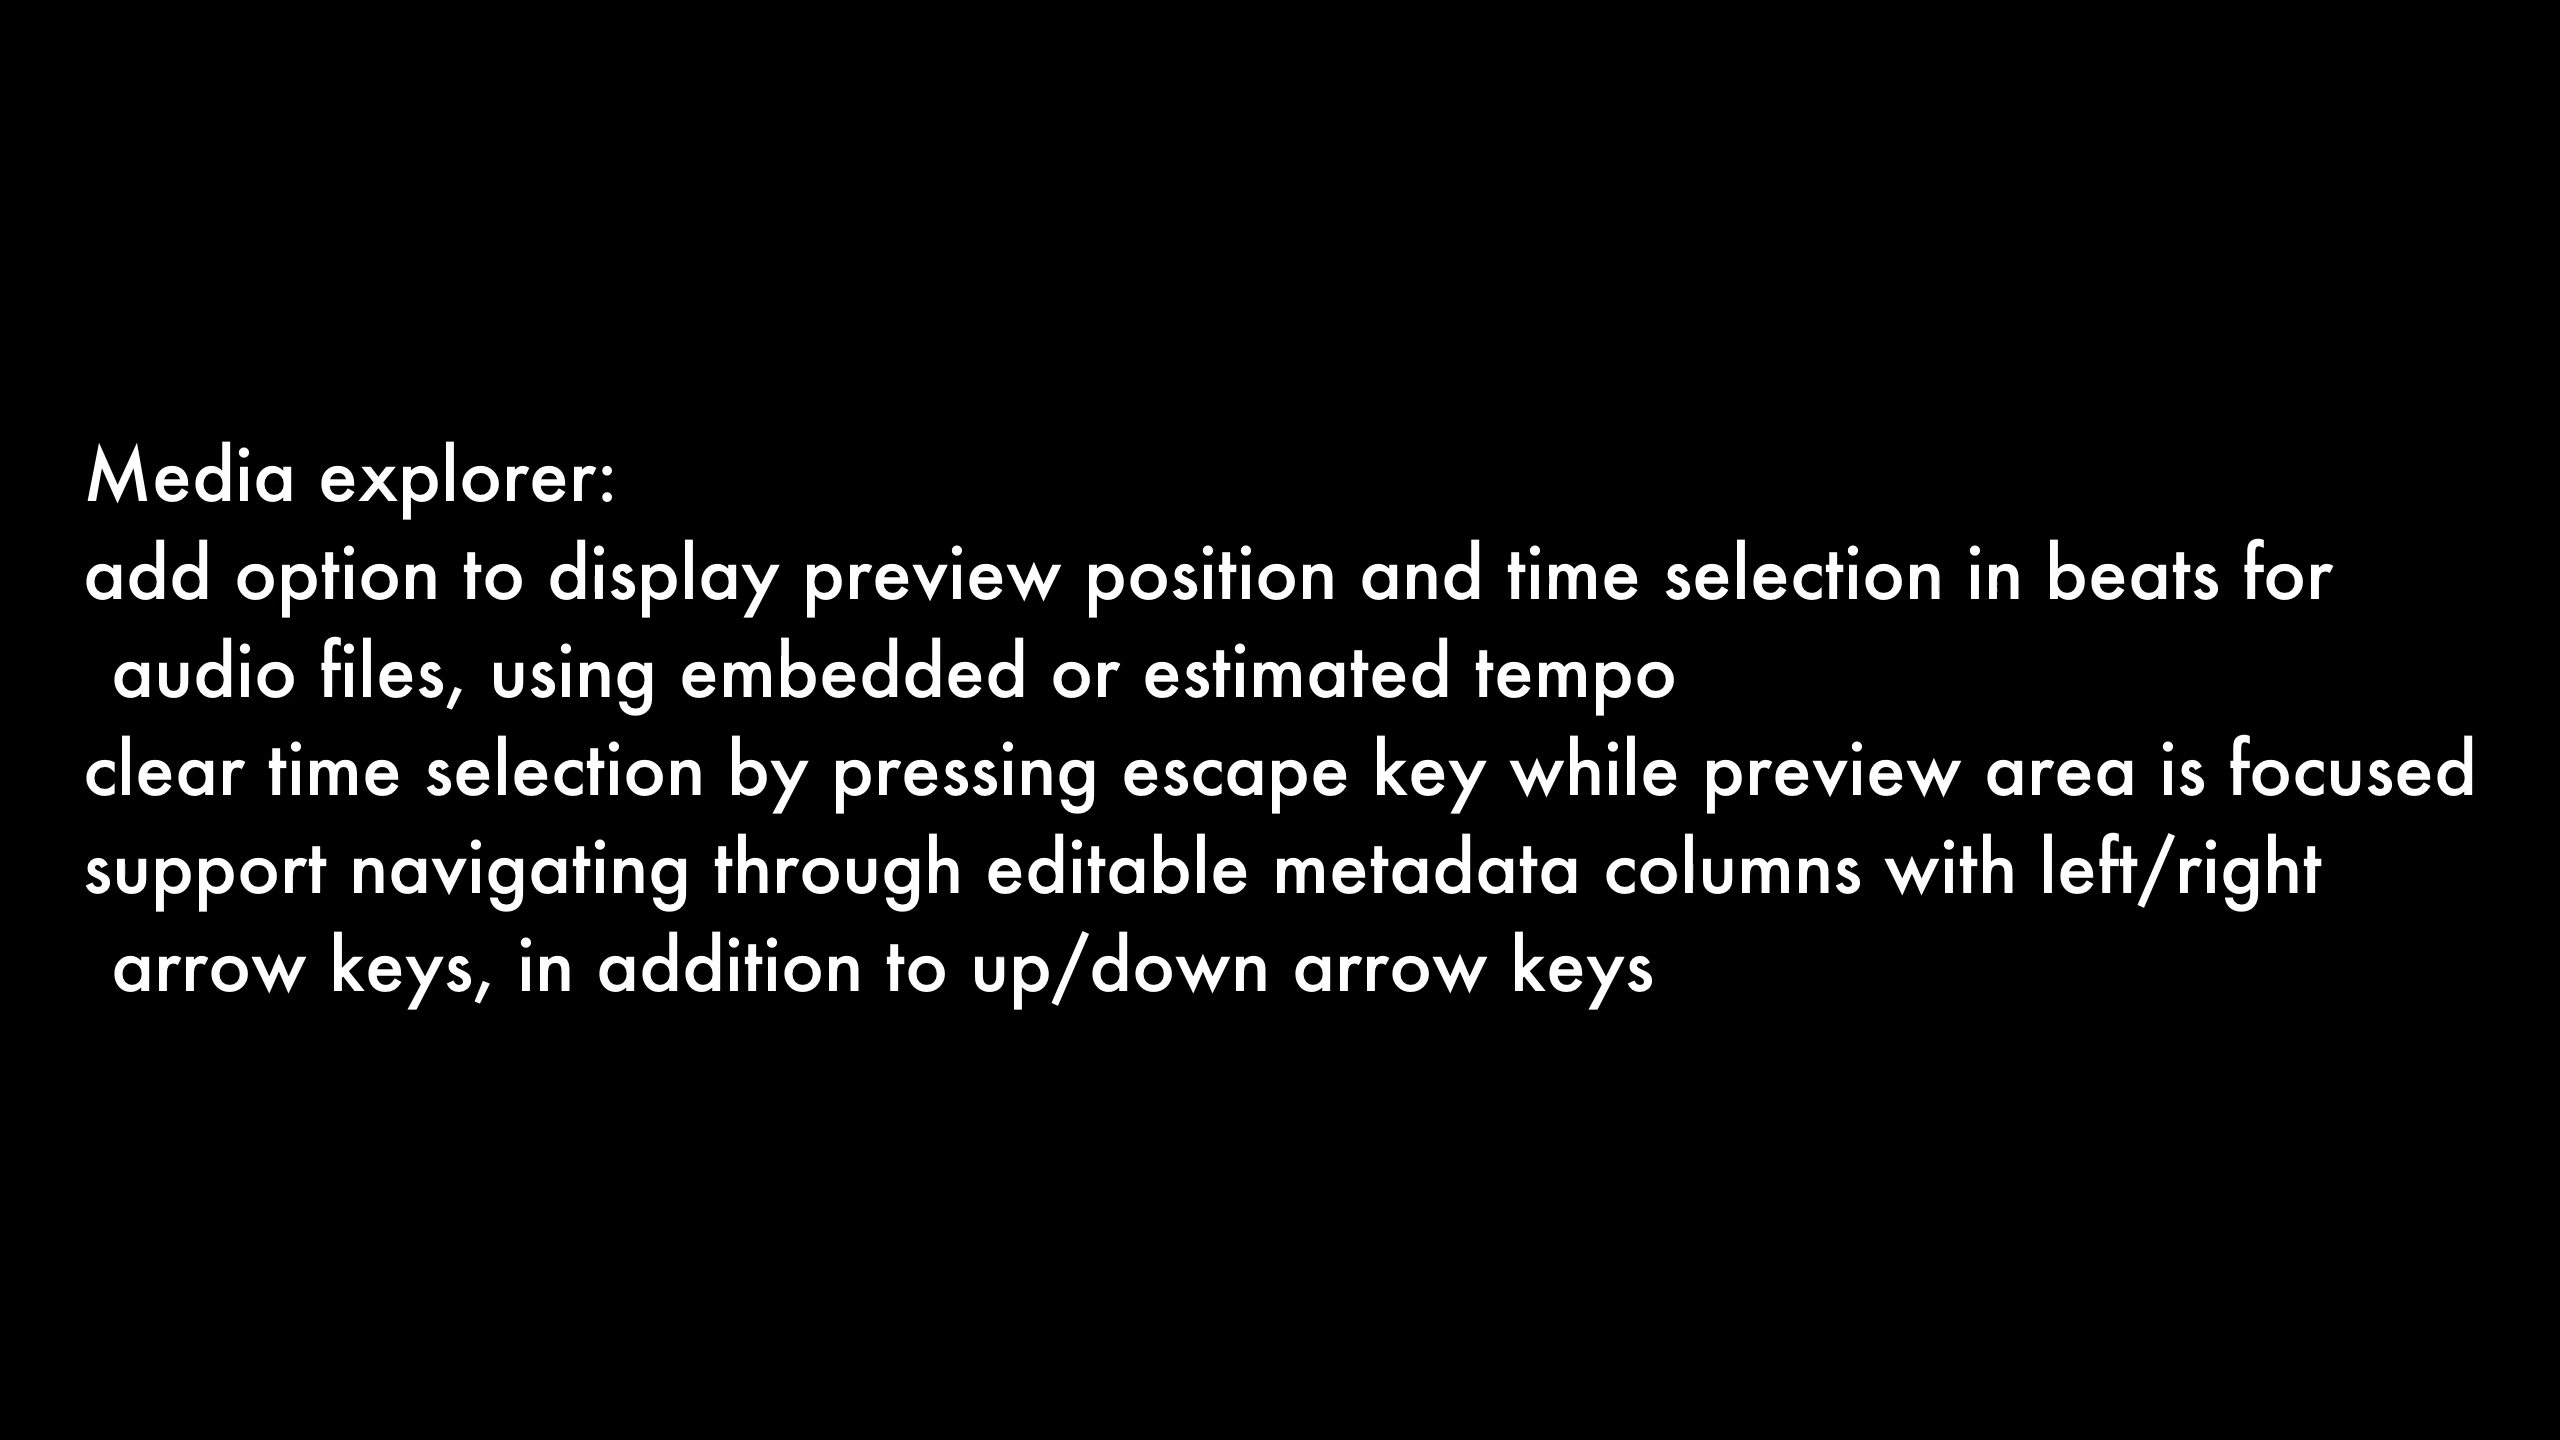 Media explorer:
add option to display preview position and time selection in beats for
audio files, using embedded or estimated tempo
clear time selection by pressing escape key while preview area is focused
support navigating through editable metadata columns with left/right
arrow keys, in addition to up/down arrow keys